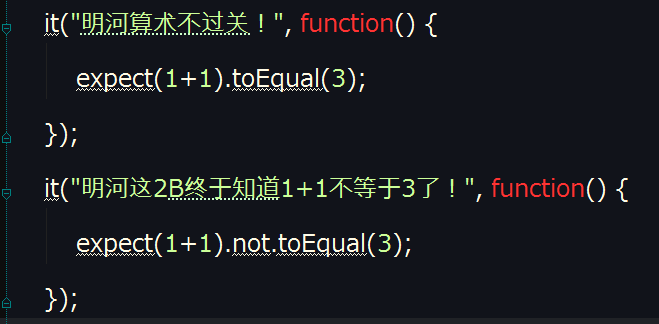 it("明河算术不过关！", function() {
expect(1+1).toEqual(3);
});
it("明河这2B终于知道1+1不等于3了！", function() {
expect(1+1).not.toEqual(3);
});